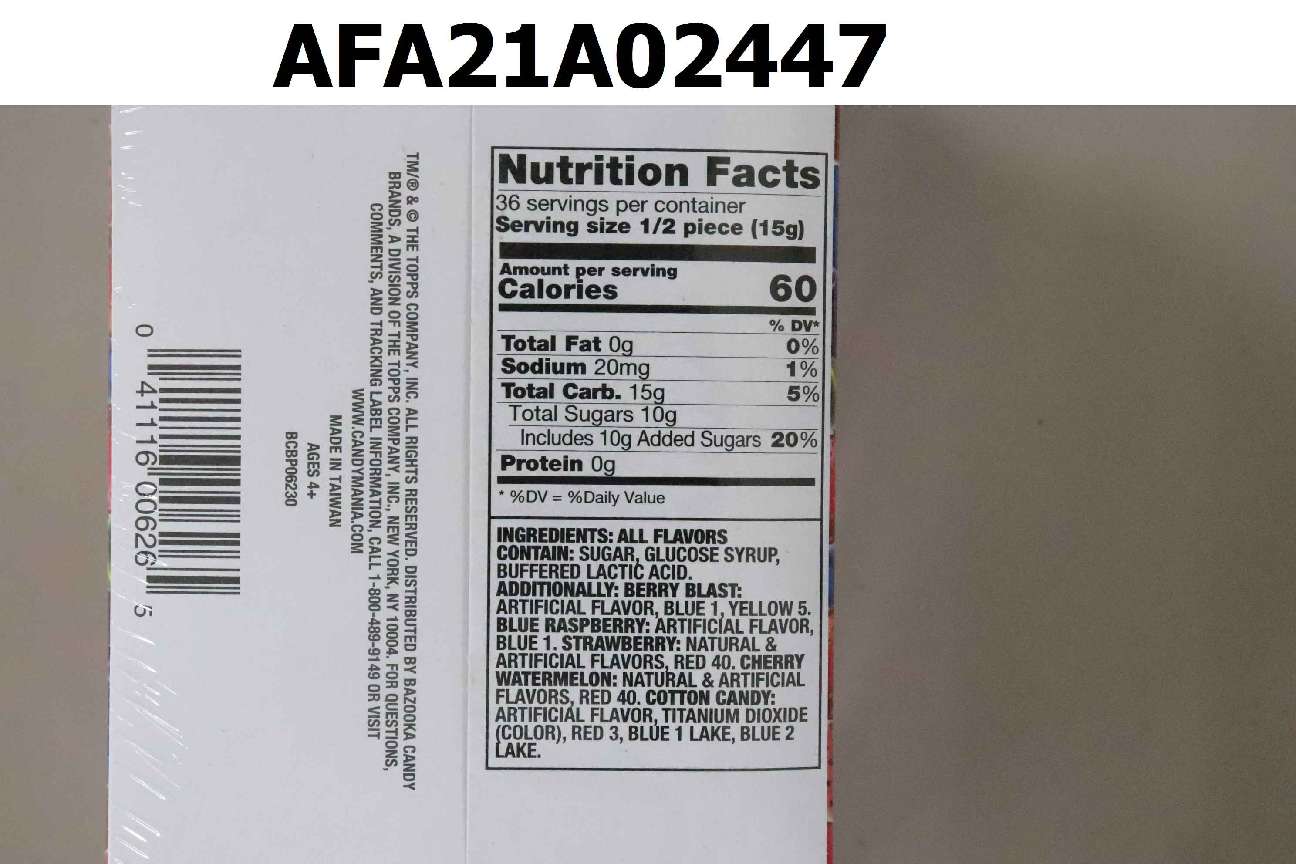 AFA21A02447
TM/® & © THE TOPPS COMPANY, INC. ALL RIGHTS RESERVED. DISTRIBUTED BY BAZOOKA CANDY
BRANDS, A DIVISION OF THE TOPPS COMPANY, INC., NEW YORK, NY 10004. FOR QUESTIONS,
COMMENTS, AND TRACKING LABEL INFORMATION, CALL 1-800-489-9149 OR VISIT
WWW.CANDYMANIA.COM
MADE IN TAIWAN
AGES 4+
BCBP06230
0 41116 00626 5
Nutrition Facts
36 servings per container
Serving size 1/2 piece (15g)
Amount per serving
Calories 60
% DV*
Total Fat 0g 0%
Sodium 20mg 1%
Total Carb. 15g 5%
Total Sugars 10g
Includes 10g Added Sugars 20%
Protein 0g
* %DV = %Daily Value
INGREDIENTS: ALL FLAVORS
CONTAIN: SUGAR, GLUCOSE SYRUP,
BUFFERED LACTIC ACID.
ADDITIONALLY: BERRY BLAST:
ARTIFICIAL FLAVOR, BLUE 1, YELLOW 5.
BLUE RASPBERRY: ARTIFICIAL FLAVOR,
BLUE 1. STRAWBERRY: NATURAL &
ARTIFICIAL FLAVORS, RED 40. CHERRY
WATERMELON: NATURAL & ARTIFICIAL
FLAVORS, RED 40. COTTON CANDY:
ARTIFICIAL FLAVOR, TITANIUM DIOXIDE
(COLOR), RED 3, BLUE 1 LAKE, BLUE 2
LAKE.